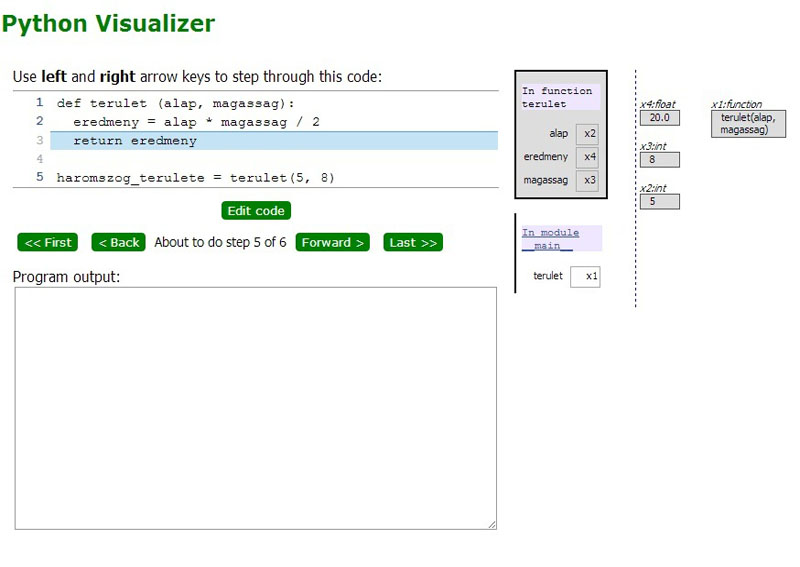 Python Visualizer
Use left and right arrow keys to step through this code:
1 def terulet (alap, magassag):
2 eredmeny = alap * magassag / 2
3 return eredmeny
4
5 haromszog_terulete = terulet(5, 8)
Edit code
<< First < Back About to do step 5 of 6 Forward > Last >>
Program output:
In function
terulet
alap x2
eredmeny x4
magassag x3
In module
__main__
terulet x1
x4:float
20.0
x3:int
8
x2:int
5
x1:function
terulet(alap,
magassag)